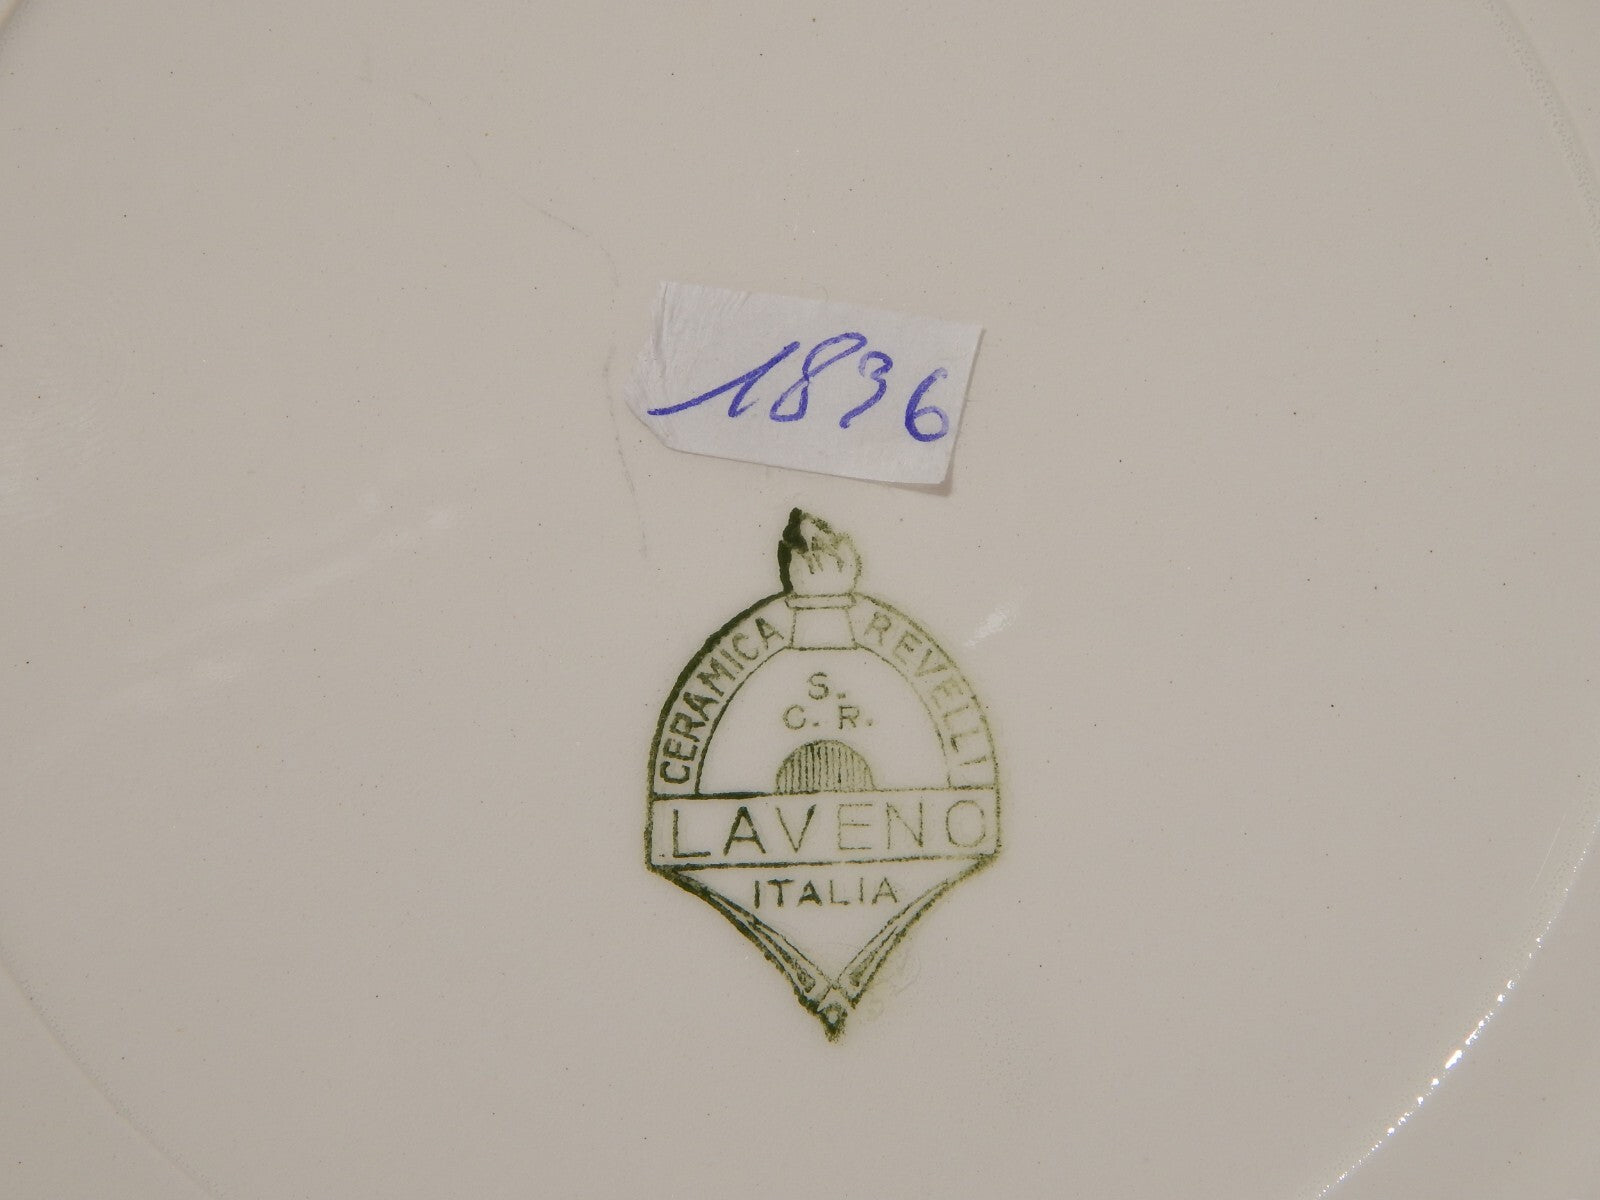 1836
CERAMICA REVELLI
S.
C. R.
LAVENO
ITALIA